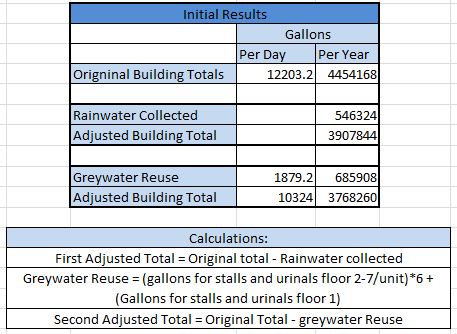 Initial Results
Gallons
Per Day Per Year
Origninal Building Totals 12203.2 4454168
Rainwater Collected 546324
Adjusted Building Total 3907844
Greywater Reuse 1879.2 685908
Adjusted Building Total 10324 3768260
Calculations:
First Adjusted Total = Original total - Rainwater collected
Greywater Reuse = (gallons for stalls and urinals floor 2-7/unit)*6 +
(Gallons for stalls and urinals floor 1)
Second Adjusted Total = Original Total - greywater Reuse